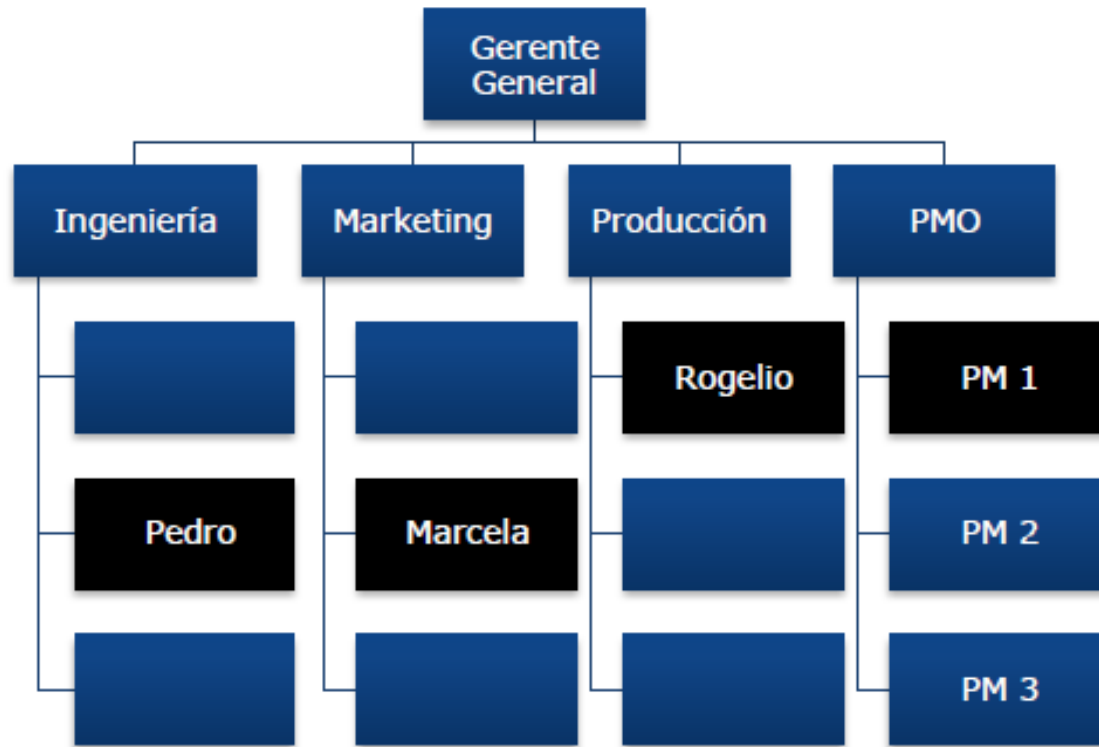 Gerente
General
Ingeniería
Marketing
Producción
PMO
Rogelio
PM 1
Pedro
Marcela
PM 2
PM 3